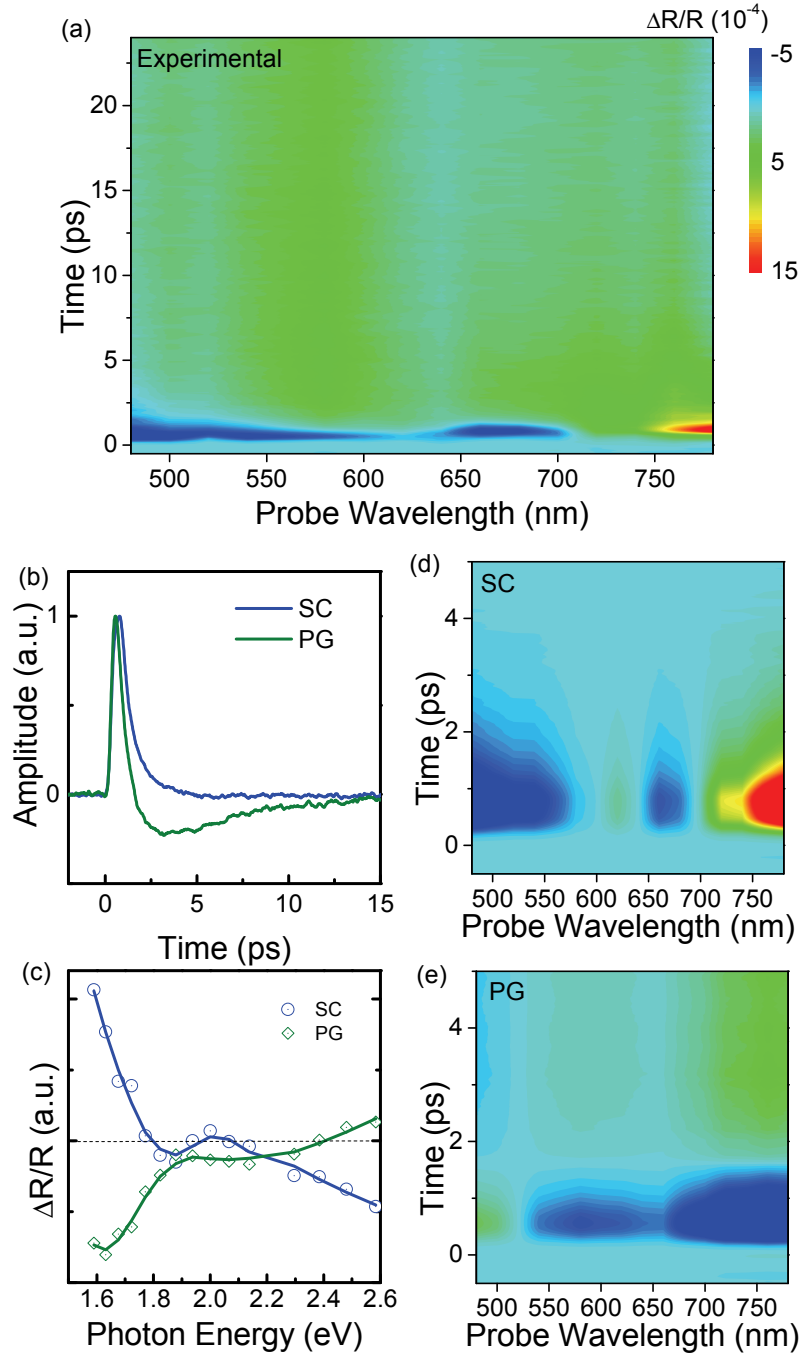 (a)
Experimental
ΔR/R (10⁻⁴)
-5
5
15
20
15
10
5
0
Time (ps)
500 550 600 650 700 750
Probe Wavelength (nm)
(b)
SC
PG
1
0
Amplitude (a.u.)
0 5 10 15
Time (ps)
(c)
SC
PG
ΔR/R (a.u.)
1.6 1.8 2.0 2.2 2.4 2.6
Photon Energy (eV)
(d)
SC
4
2
0
Time (ps)
500 550 600 650 700 750
Probe Wavelength (nm)
(e)
PG
4
2
0
Time (ps)
500 550 600 650 700 750
Probe Wavelength (nm)